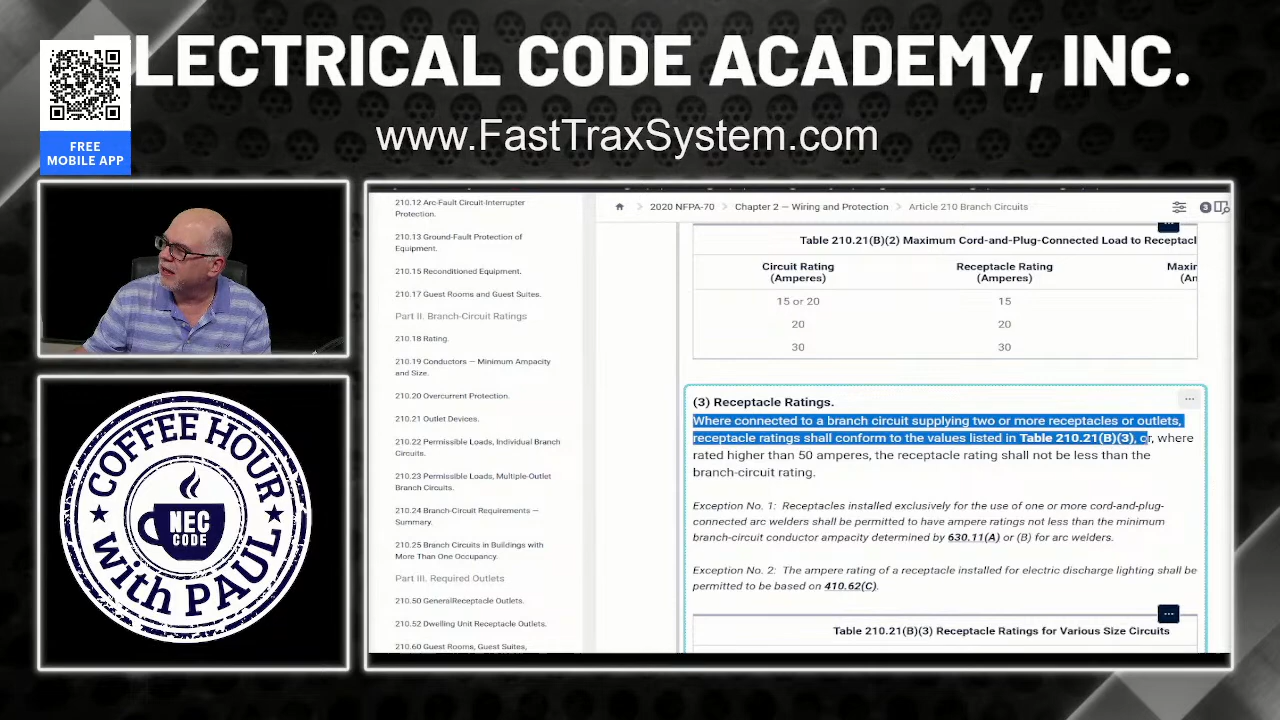 ELECTRICAL CODE ACADEMY, INC.
www.FastTraxSystem.com
FREE
MOBILE APP
COFFEE HOUR
NEC
CODE
with PAUL
210.12 Arc-Fault Circuit-Interrupter
Protection.
210.13 Ground-Fault Protection of
Equipment.
210.15 Reconditioned Equipment.
210.17 Guest Rooms and Guest Suites.
Part II. Branch-Circuit Ratings
210.18 Rating.
210.19 Conductors — Minimum Ampacity
and Size.
210.20 Overcurrent Protection.
210.21 Outlet Devices.
210.22 Permissible Loads, Individual Branch
Circuits.
210.23 Permissible Loads, Multiple-Outlet
Branch Circuits.
210.24 Branch-Circuit Requirements —
Summary.
210.25 Branch Circuits in Buildings with
More Than One Occupancy.
Part III. Required Outlets
210.50 GeneralReceptacle Outlets.
210.52 Dwelling Unit Receptacle Outlets.
210.60 Guest Rooms, Guest Suites,
2020 NFPA-70 > Chapter 2 — Wiring and Protection > Article 210 Branch Circuits
3
Table 210.21(B)(2) Maximum Cord-and-Plug-Connected Load to Receptacl
Circuit Rating Receptacle Rating Maxin
(Amperes) (Amperes) (An
15 or 20 15
20 20
30 30
(3) Receptacle Ratings.
Where connected to a branch circuit supplying two or more receptacles or outlets,
receptacle ratings shall conform to the values listed in Table 210.21(B)(3), or, where
rated higher than 50 amperes, the receptacle rating shall not be less than the
branch-circuit rating.
Exception No. 1: Receptacles installed exclusively for the use of one or more cord-and-plug-
connected arc welders shall be permitted to have ampere ratings not less than the minimum
branch-circuit conductor ampacity determined by 630.11(A) or (B) for arc welders.
Exception No. 2: The ampere rating of a receptacle installed for electric discharge lighting shall be
permitted to be based on 410.62(C).
Table 210.21(B)(3) Receptacle Ratings for Various Size Circuits